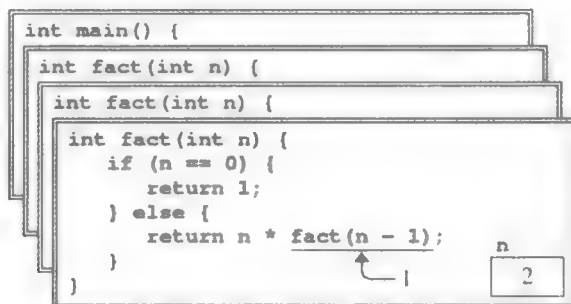 int main() {
int fact(int n) {
int fact(int n) {
int fact(int n) {
if (n == 0) {
return 1;
} else {
return n * fact(n - 1);
n
}
1
2
}